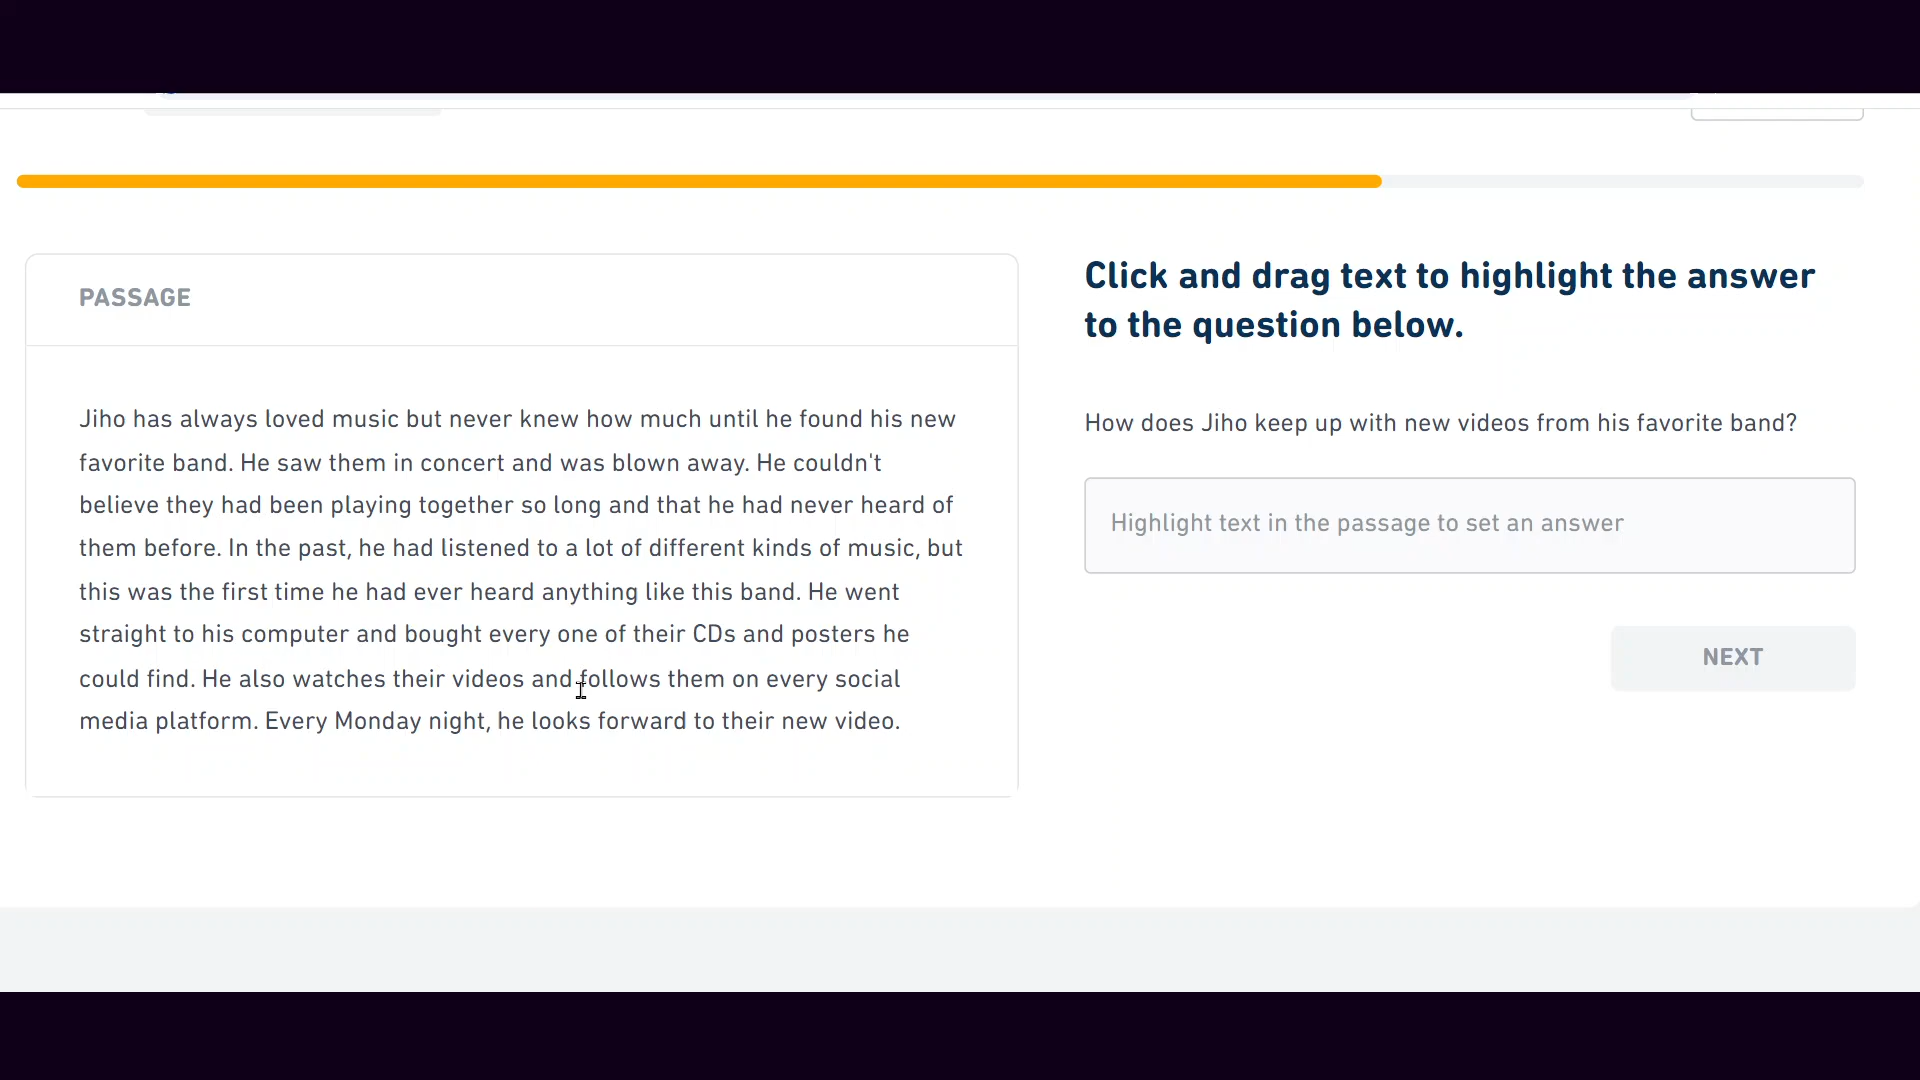 PASSAGE
Jiho has always loved music but never knew how much until he found his new
favorite band. He saw them in concert and was blown away. He couldn't
believe they had been playing together so long and that he had never heard of
them before. In the past, he had listened to a lot of different kinds of music, but
this was the first time he had ever heard anything like this band. He went
straight to his computer and bought every one of their CDs and posters he
could find. He also watches their videos and follows them on every social
media platform. Every Monday night, he looks forward to their new video.
Click and drag text to highlight the answer
to the question below.
How does Jiho keep up with new videos from his favorite band?
Highlight text in the passage to set an answer
NEXT